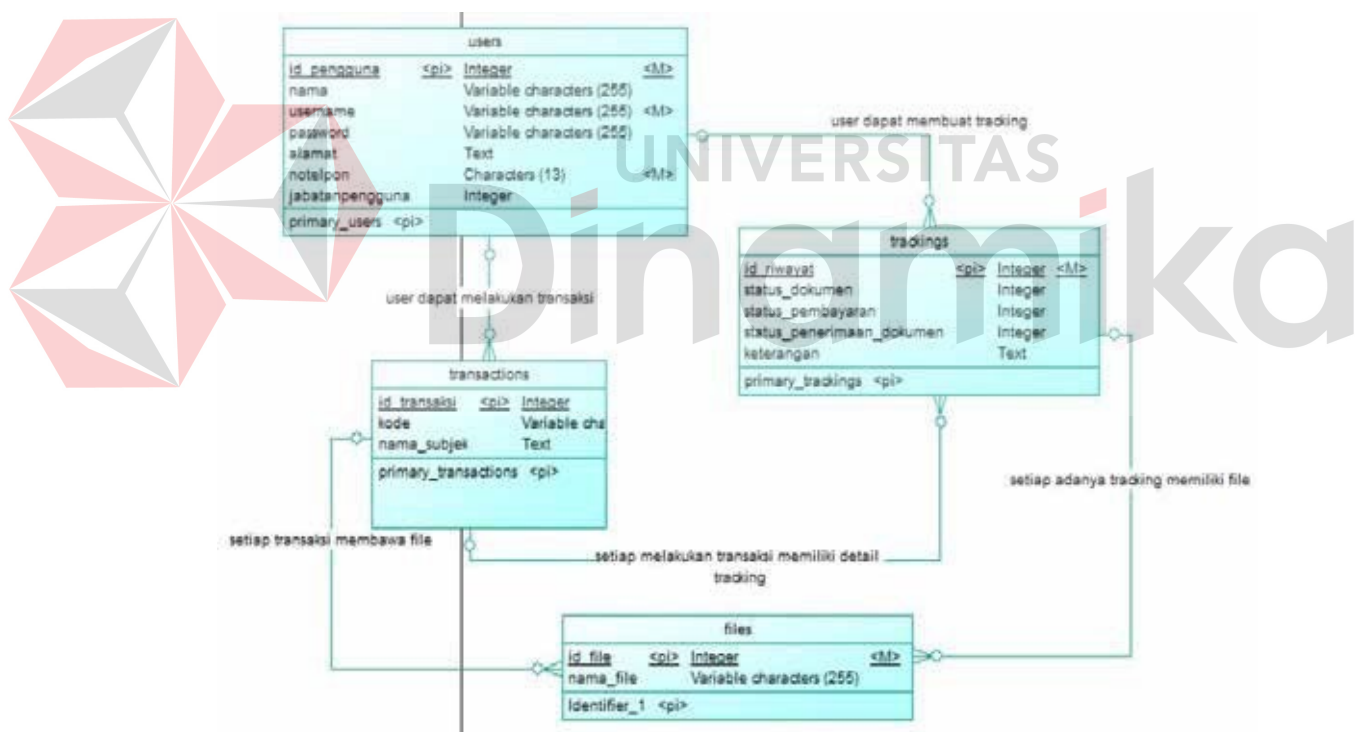 users
id_pengguna <pi> Integer <M>
nama Variable characters (255)
username Variable characters (255) <M>
password Variable characters (255)
alamat Text
notelpon Characters (13) <M>
jabatanpengguna Integer
primary_users <pi>
user dapat membuat tracking
UNIVERSITAS
Dinamika
trackings
id_riwayat <pi> Integer <M>
status_dokumen Integer
status_pembayaran Integer
status_penerimaan_dokumen Integer
keterangan Text
primary_trackings <pi>
user dapat melakukan transaksi
transactions
id_transaksi <pi> Integer
kode Variable cha
nama_subjek Text
primary_transactions <pi>
setiap adanya tracking memiliki file
setiap transaksi membawa file
setiap melakukan transaksi memiliki detail
tracking
files
id_file <pi> Integer <M>
nama_file Variable characters (255)
Identifier_1 <pi>